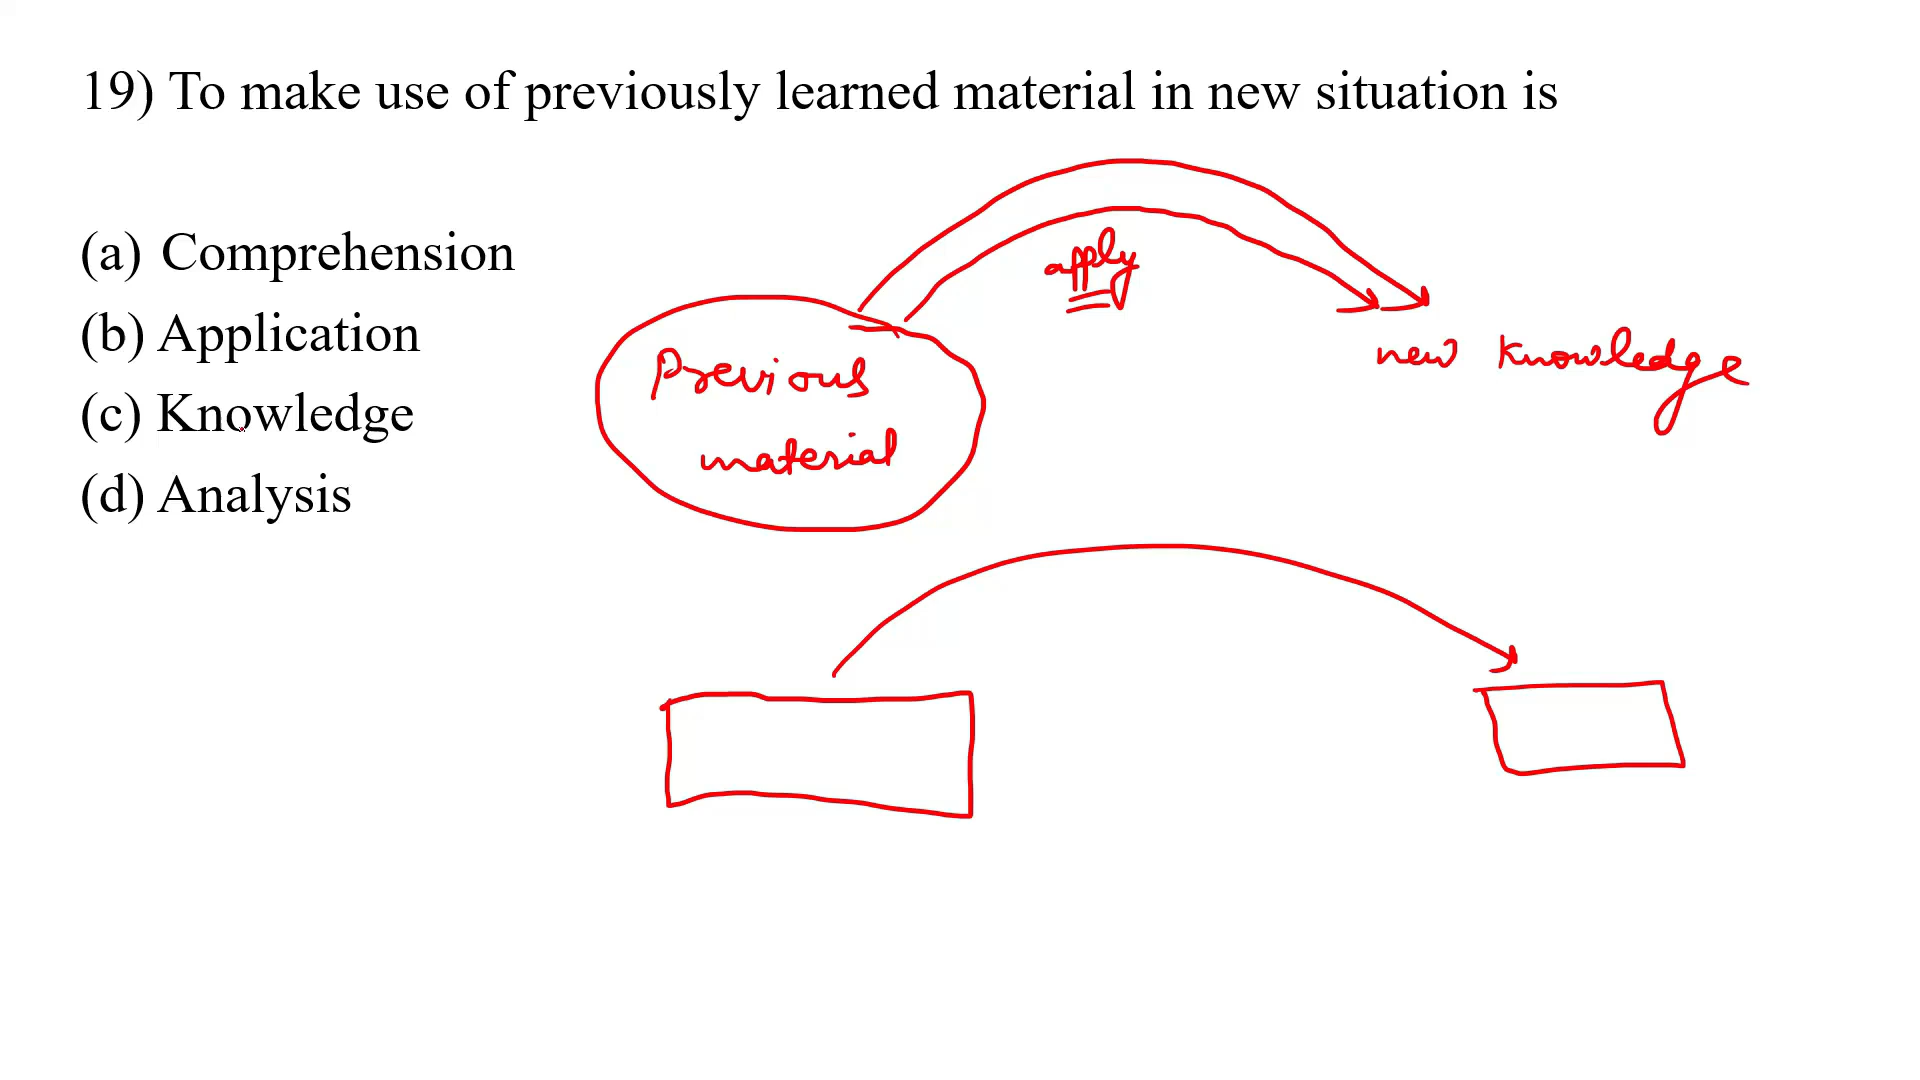 19) To make use of previously learned material in new situation is
(a) Comprehension
(b) Application
(c) Knowledge
(d) Analysis
apply
Previous
material
new knowledge